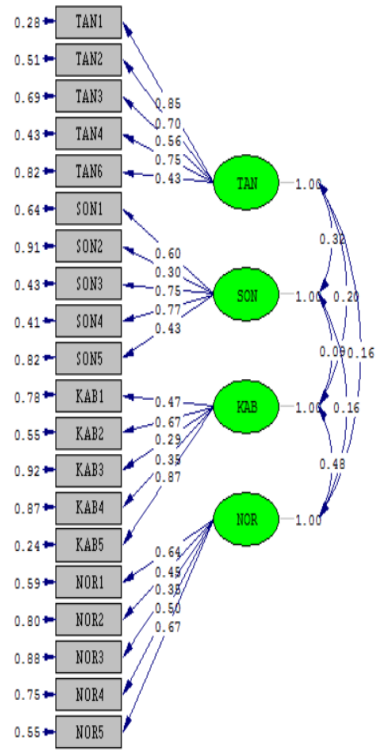 0.28 TAN1
0.51 TAN2
0.69 TAN3
0.43 TAN4
0.82 TAN6
0.64 SON1
0.91 SON2
0.43 SON3
0.41 SON4
0.82 SON5
0.78 KAB1
0.55 KAB2
0.92 KAB3
0.87 KAB4
0.24 KAB5
0.59 NOR1
0.80 NOR2
0.88 NOR3
0.75 NOR4
0.55 NOR5
0.85
0.70
0.56
0.75
0.43
0.60
0.30
0.75
0.77
0.43
0.47
0.67
0.29
0.87
0.64
0.45
0.35
0.50
0.67
TAN 1.00
SON 1.00
KAB 1.00
NOR 1.00
0.32
0.20
0.09
0.16
0.16
0.48